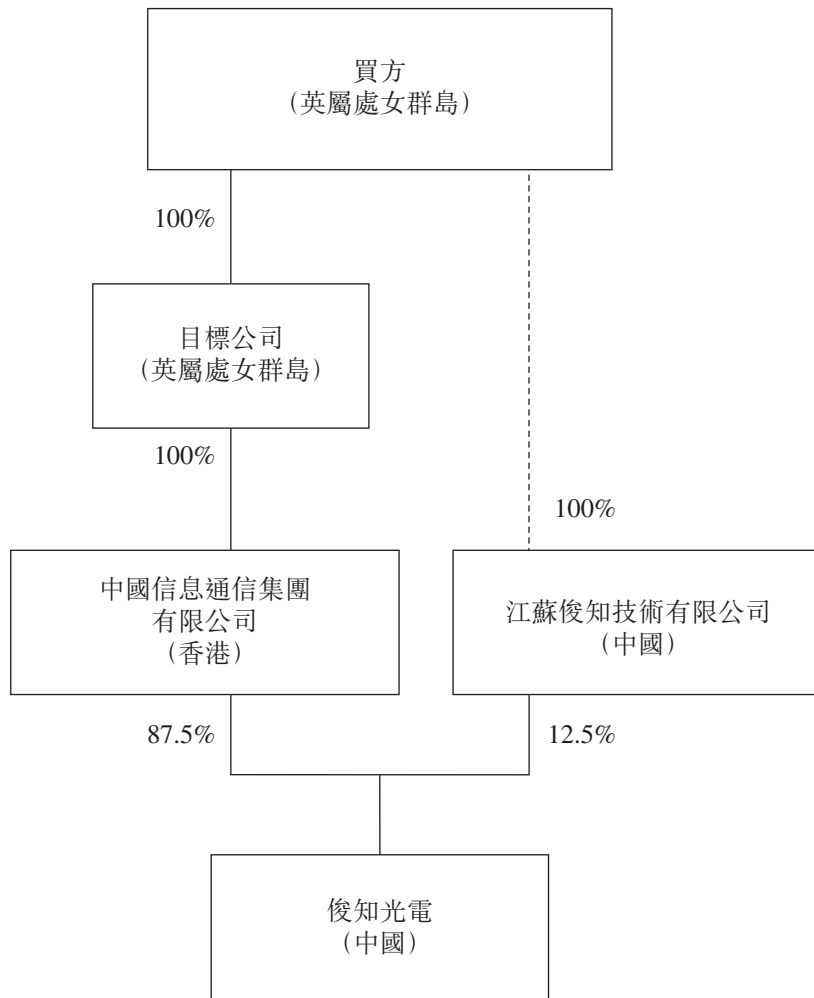 買方
（英屬處女群島）
100%
目標公司
（英屬處女群島）
100%
100%
中國信息通信集團
有限公司
（香港）
江蘇俊知技術有限公司
（中國）
87.5%
12.5%
俊知光電
（中國）